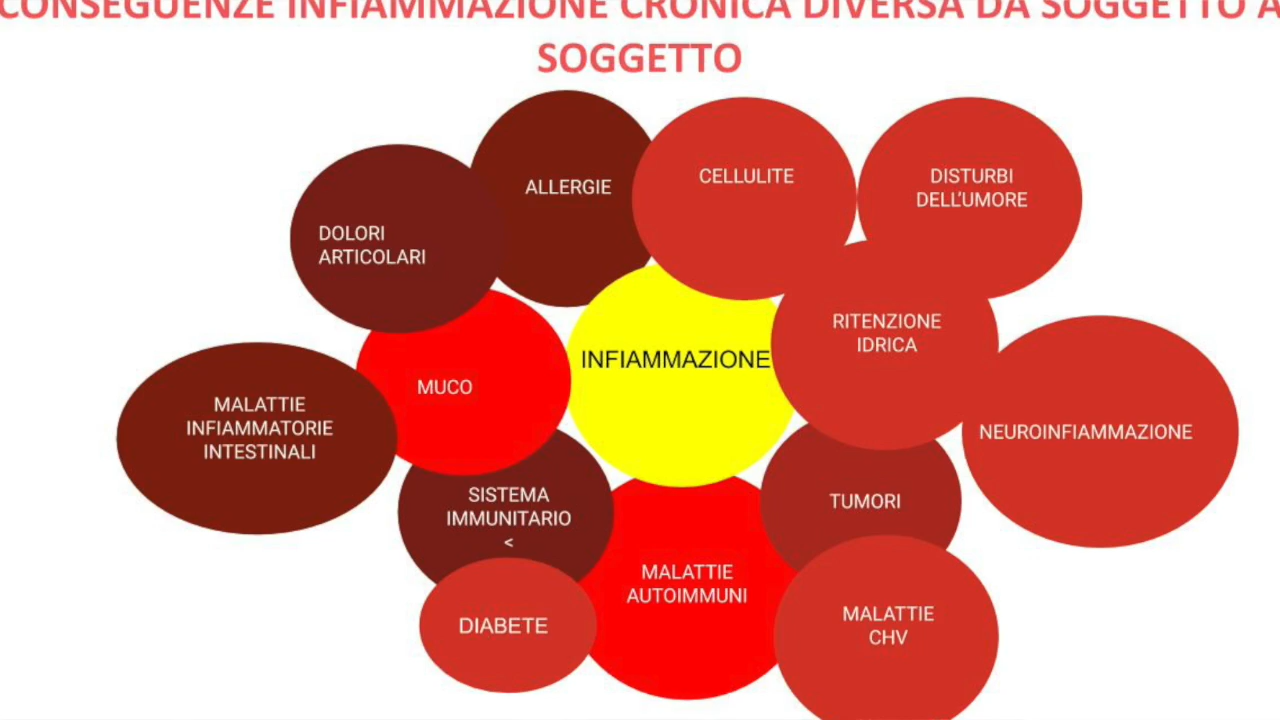 CONSEGUENZE INFIAMMAZIONE CRONICA DIVERSA DA SOGGETTO A
SOGGETTO
ALLERGIE
CELLULITE
DISTURBI
DELL'UMORE
DOLORI
ARTICOLARI
RITENZIONE
IDRICA
INFIAMMAZIONE
MUCO
MALATTIE
INFIAMMATORIE
INTESTINALI
NEUROINFIAMMAZIONE
SISTEMA
IMMUNITARIO
<
TUMORI
MALATTIE
AUTOIMMUNI
DIABETE
MALATTIE
CHV